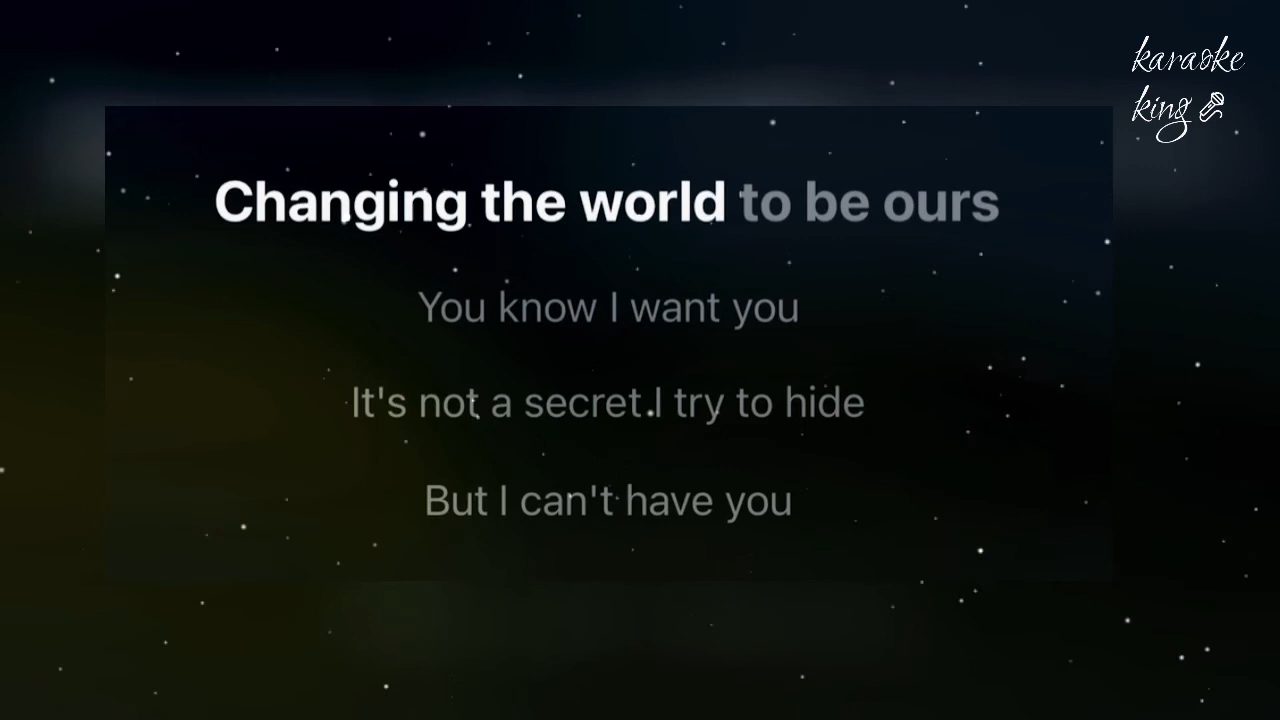 karaoke
king
Changing the world to be ours
You know I want you
It's not a secret I try to hide
But I can't have you